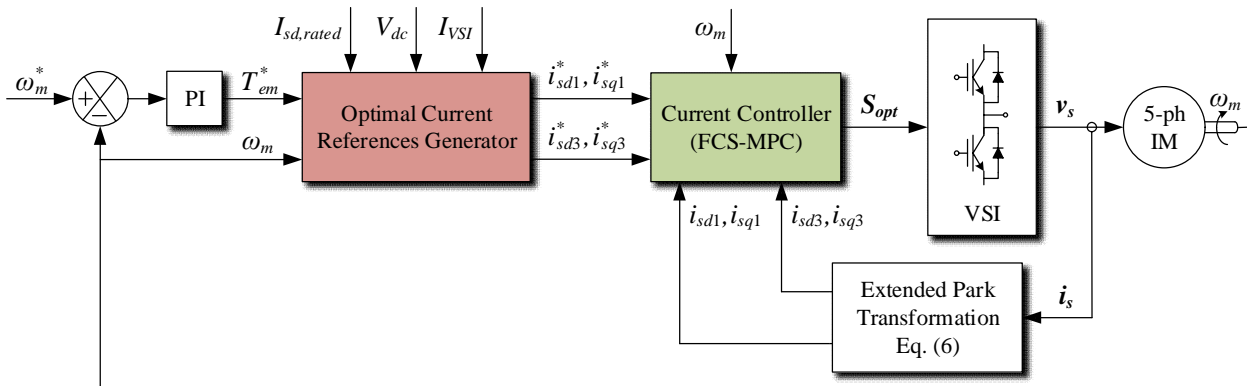 I_{sd,rated} V_{dc} I_{VSI}
ω_m
ω_m^*
+
−
PI
T_{em}^*
ω_m
Optimal Current
References Generator
i_{sd1}^*, i_{sq1}^*
i_{sd3}^*, i_{sq3}^*
Current Controller
(FCS-MPC)
S_{opt}
VSI
v_s
5-ph
IM
ω_m
i_{sd1}, i_{sq1}
i_{sd3}, i_{sq3}
Extended Park
Transformation
Eq. (6)
i_s